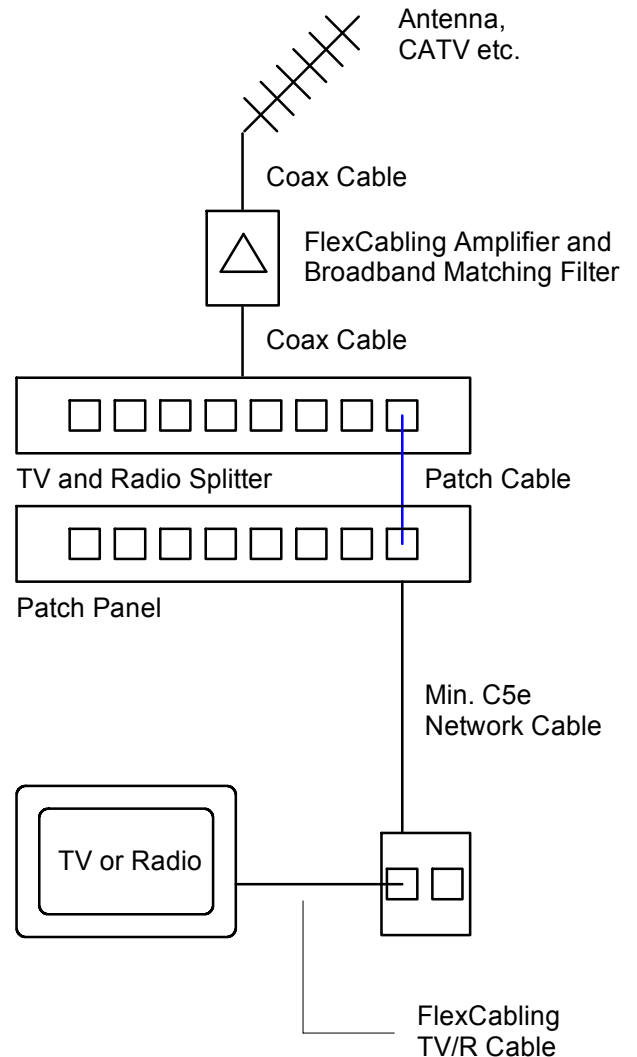 Antenna,
CATV etc.
Coax Cable
FlexCabling Amplifier and
Broadband Matching Filter
Coax Cable
TV and Radio Splitter
Patch Cable
Patch Panel
Min. C5e
Network Cable
TV or Radio
FlexCabling
TV/R Cable